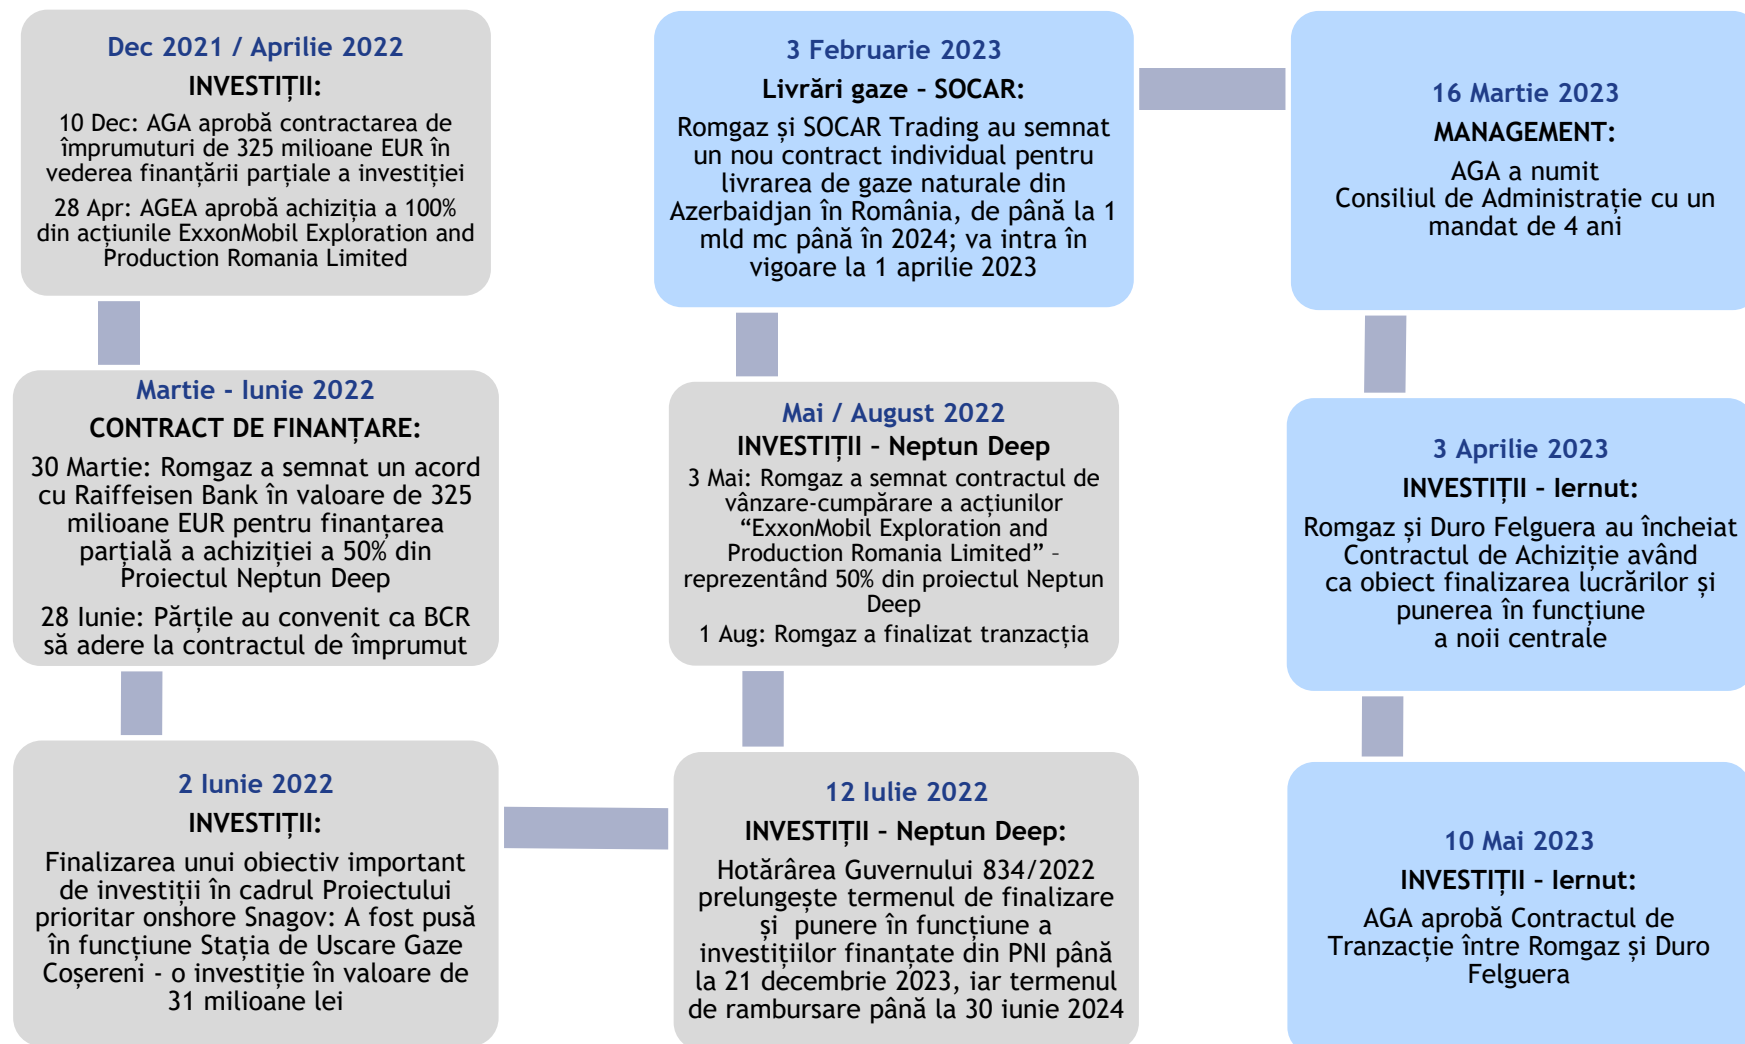 Dec 2021 / Aprilie 2022
INVESTIȚII:
10 Dec: AGA aprobă contractarea de
împrumuturi de 325 milioane EUR în
vederea finanțării parțiale a investiției
28 Apr: AGEA aprobă achiziția a 100%
din acțiunile ExxonMobil Exploration and
Production Romania Limited
Martie - Iunie 2022
CONTRACT DE FINANȚARE:
30 Martie: Romgaz a semnat un acord
cu Raiffeisen Bank în valoare de 325
milioane EUR pentru finanțarea
parțială a achiziției a 50% din
Proiectul Neptun Deep
28 Iunie: Părțile au convenit ca BCR
să adere la contractul de împrumut
2 Iunie 2022
INVESTIȚII:
Finalizarea unui obiectiv important
de investiții în cadrul Proiectului
prioritar onshore Snagov: A fost pusă
în funcțiune Stația de Uscare Gaze
Coșereni - o investiție în valoare de
31 milioane lei
12 Iulie 2022
INVESTIȚII – Neptun Deep:
Hotărârea Guvernului 834/2022
prelungește termenul de finalizare
și punere în funcțiune a
investițiilor finanțate din PNI până
la 21 decembrie 2023, iar termenul
de rambursare până la 30 iunie 2024
Mai / August 2022
INVESTIȚII – Neptun Deep
3 Mai: Romgaz a semnat contractul de
vânzare-cumpărare a acțiunilor
“ExxonMobil Exploration and
Production Romania Limited” –
reprezentând 50% din proiectul Neptun
Deep
1 Aug: Romgaz a finalizat tranzacția
3 Februarie 2023
Livrări gaze – SOCAR:
Romgaz și SOCAR Trading au semnat
un nou contract individual pentru
livrarea de gaze naturale din
Azerbaidjan în România, de până la 1
mld mc până în 2024; va intra în
vigoare la 1 aprilie 2023
16 Martie 2023
MANAGEMENT:
AGA a numit
Consiliul de Administrație cu un
mandat de 4 ani
3 Aprilie 2023
INVESTIȚII – Iernut:
Romgaz și Duro Felguera au încheiat
Contractul de Achiziție având
ca obiect finalizarea lucrărilor și
punerea în funcțiune
a noii centrale
10 Mai 2023
INVESTIȚII – Iernut:
AGA aprobă Contractul de
Tranzacție între Romgaz și Duro
Felguera